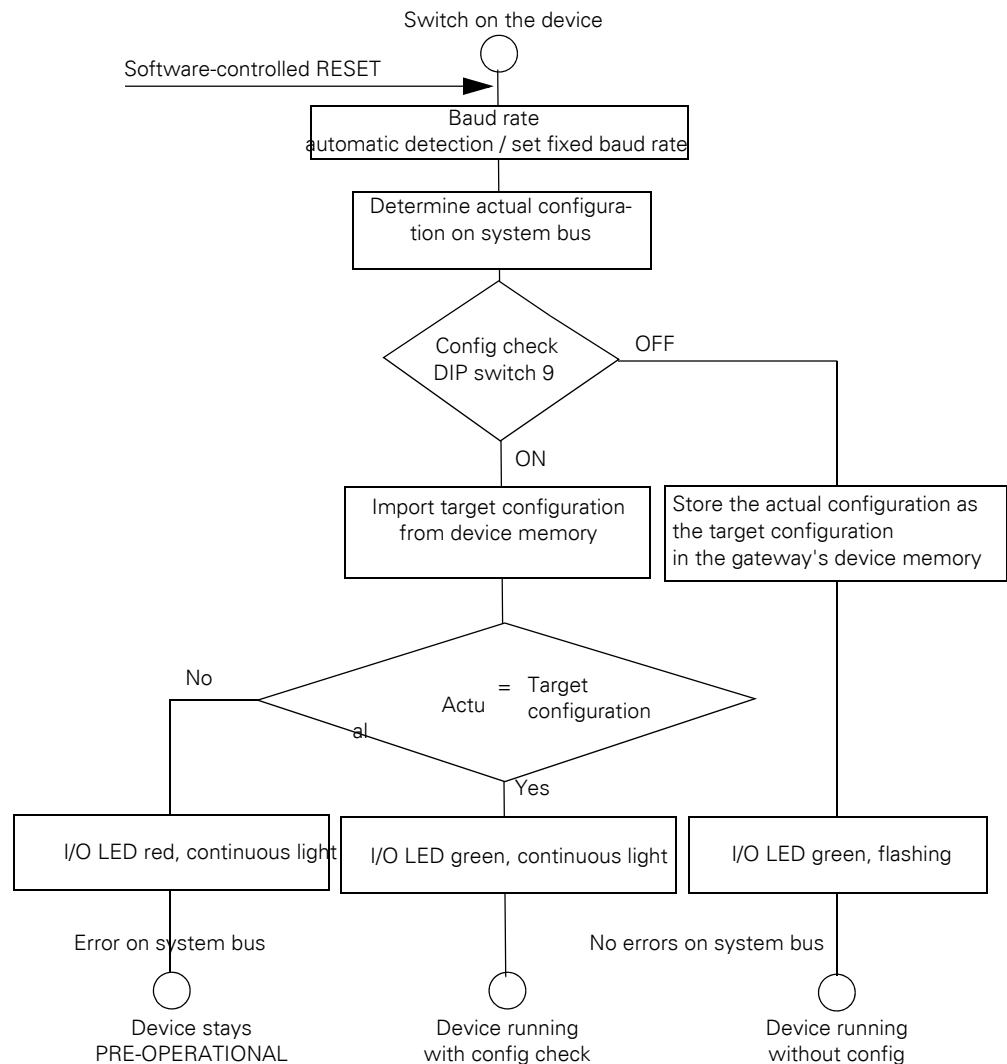 Switch on the device
Software-controlled RESET
Baud rate
automatic detection / set fixed baud rate
Determine actual configura-
tion on system bus
Config check
DIP switch 9
OFF
ON
Import target configuration
from device memory
Store the actual configuration as
the target configuration
in the gateway's device memory
No
Actu
al
= Target
configuration
Yes
I/O LED red, continuous light
I/O LED green, continuous light
I/O LED green, flashing
Error on system bus
No errors on system bus
Device stays
PRE-OPERATIONAL
Device running
with config check
Device running
without config